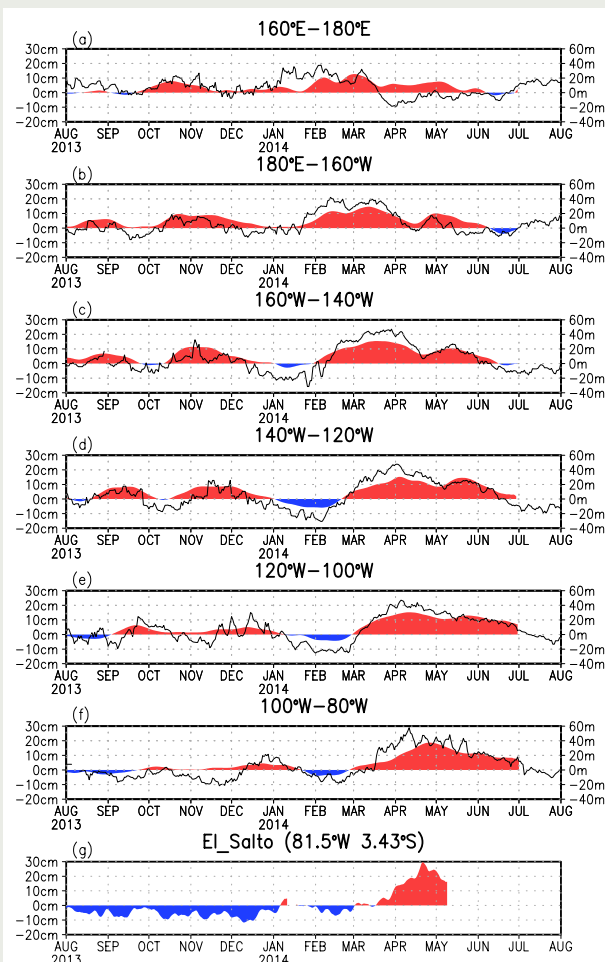 160°E−180°E
(a)
30cm 60m
20cm 40m
10cm 20m
0cm 0m
−10cm −20m
−20cm −40m
AUG SEP OCT NOV DEC JAN FEB MAR APR MAY JUN JUL AUG
2013 2014
180°E−160°W
(b)
30cm 60m
20cm 40m
10cm 20m
0cm 0m
−10cm −20m
−20cm −40m
AUG SEP OCT NOV DEC JAN FEB MAR APR MAY JUN JUL AUG
2013 2014
160°W−140°W
(c)
30cm 60m
20cm 40m
10cm 20m
0cm 0m
−10cm −20m
−20cm −40m
AUG SEP OCT NOV DEC JAN FEB MAR APR MAY JUN JUL AUG
2013 2014
140°W−120°W
(d)
30cm 60m
20cm 40m
10cm 20m
0cm 0m
−10cm −20m
−20cm −40m
AUG SEP OCT NOV DEC JAN FEB MAR APR MAY JUN JUL AUG
2013 2014
120°W−100°W
(e)
30cm 60m
20cm 40m
10cm 20m
0cm 0m
−10cm −20m
−20cm −40m
AUG SEP OCT NOV DEC JAN FEB MAR APR MAY JUN JUL AUG
2013 2014
100°W−80°W
(f)
30cm 60m
20cm 40m
10cm 20m
0cm 0m
−10cm −20m
−20cm −40m
AUG SEP OCT NOV DEC JAN FEB MAR APR MAY JUN JUL AUG
2013 2014
El_Salto (81.5°W 3.43°S)
(g)
30cm
20cm
10cm
0cm
−10cm
−20cm
AUG SEP OCT NOV DEC JAN FEB MAR APR MAY JUN JUL AUG
2013 2014